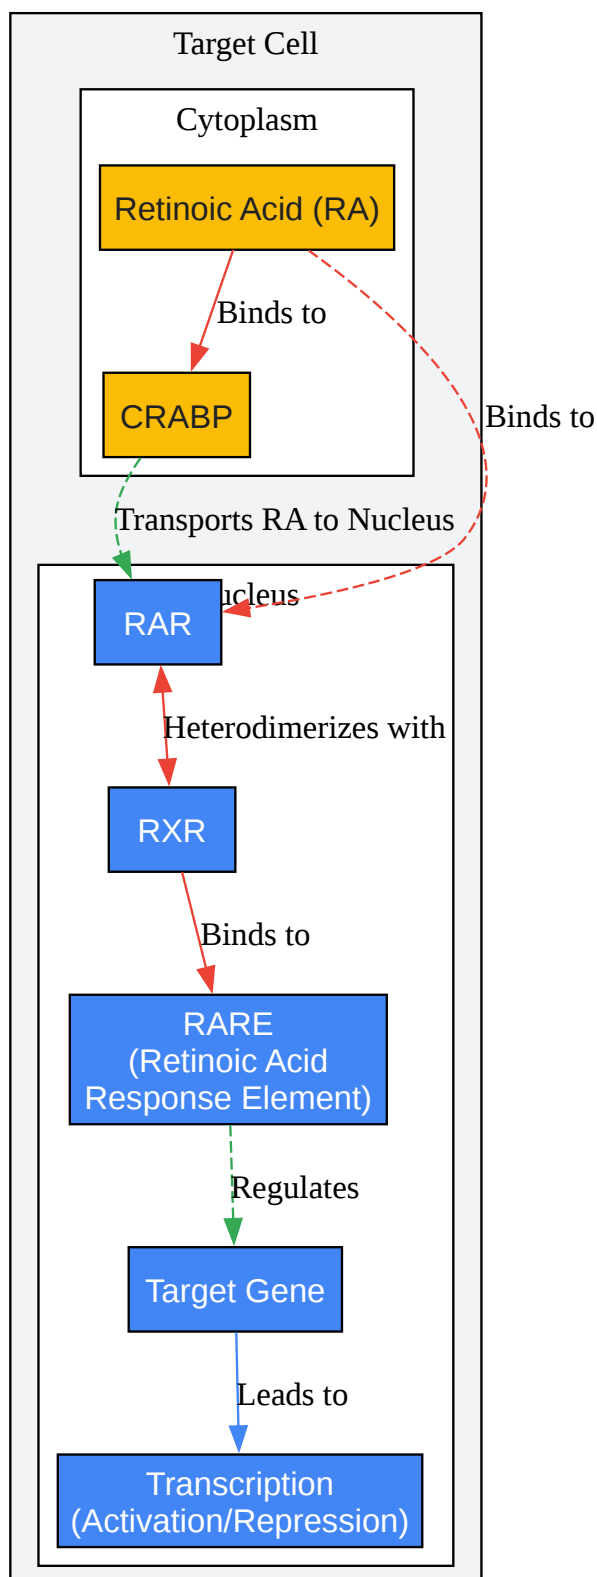 Target Cell
Cytoplasm
Retinoic Acid (RA)
Binds to
CRABP
Binds to
Transports RA to Nucleus
ucleus
RAR
Heterodimerizes with
RXR
Binds to
RARE
(Retinoic Acid
Response Element)
Regulates
Target Gene
Leads to
Transcription
(Activation/Repression)